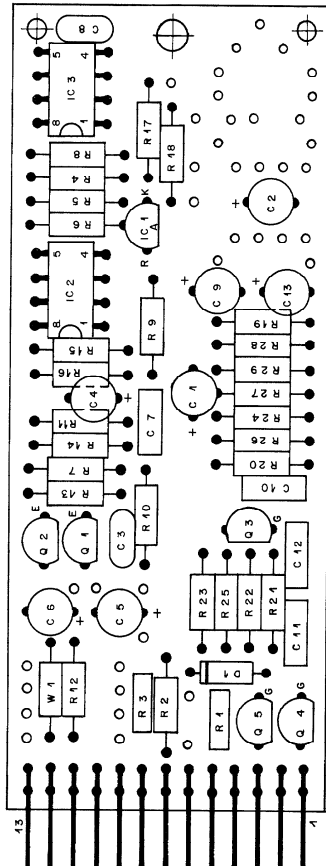 C 8
5 4
IC 3
8 1
R 17
R 18
R 8
R 4
R 5
R 6
K
IC 1
A
R
+
C 2
5 4
IC 2
8 1
C 9
+
C 13
+
R 9
R 19
R 28
R 15
R 16
R 29
C 4
+
C 1
+
R 27
R 11
R 14
C 7
R 24
R 26
R 7
R 20
R 13
C 10
E
E
Q 2
Q 1
C 3
R 10
Q 3
G
C 12
R 23
R 25
R 22
R 21
C 6
+
C 5
+
C 11
W 1
R 12
D 1
R 3
R 2
R 1
G
Q 5
G
Q 4
13
1